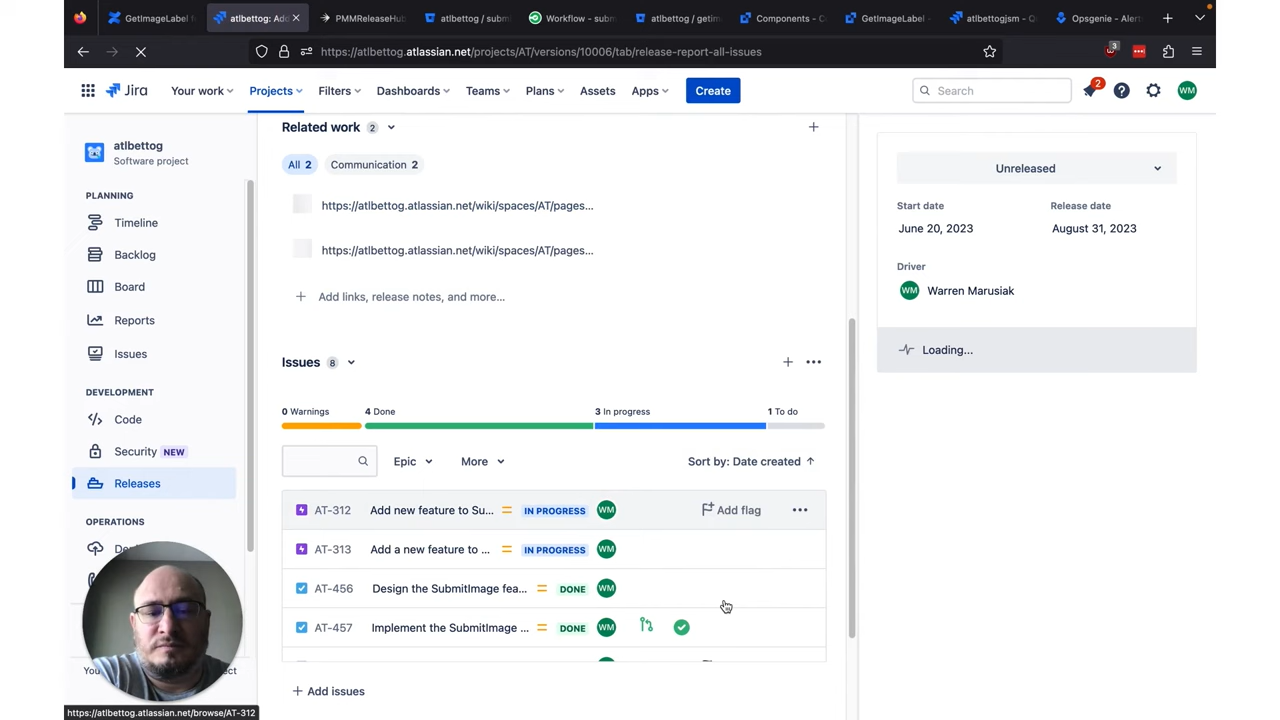 GetImageLabel f
atlbettog: Add
PMMReleaseHub
atlbettog / subm
Workflow - subm
atlbettog / getim
Components - C
GetImageLabel -
atlbettogjsm - Q
Opsgenie - Alert
https://atlbettog.atlassian.net/projects/AT/versions/10006/tab/release-report-all-issues
3
Jira
Your work
Projects
Filters
Dashboards
Teams
Plans
Assets
Apps
Create
Search
2
WM
atlbettog
Software project
PLANNING
Timeline
Backlog
Board
Reports
Issues
DEVELOPMENT
Code
Security NEW
Releases
OPERATIONS
https://atlbettog.atlassian.net/browse/AT-312
Related work 2
All 2
Communication 2
https://atlbettog.atlassian.net/wiki/spaces/AT/pages...
https://atlbettog.atlassian.net/wiki/spaces/AT/pages...
Add links, release notes, and more...
Issues 8
0 Warnings 4 Done 3 In progress 1 To do
Epic More Sort by: Date created
AT-312 Add new feature to Su... IN PROGRESS WM Add flag
AT-313 Add a new feature to ... IN PROGRESS WM
AT-456 Design the SubmitImage fea... DONE WM
AT-457 Implement the SubmitImage ... DONE WM
Add issues
Unreleased
Start date Release date
June 20, 2023 August 31, 2023
Driver
WM Warren Marusiak
Loading...